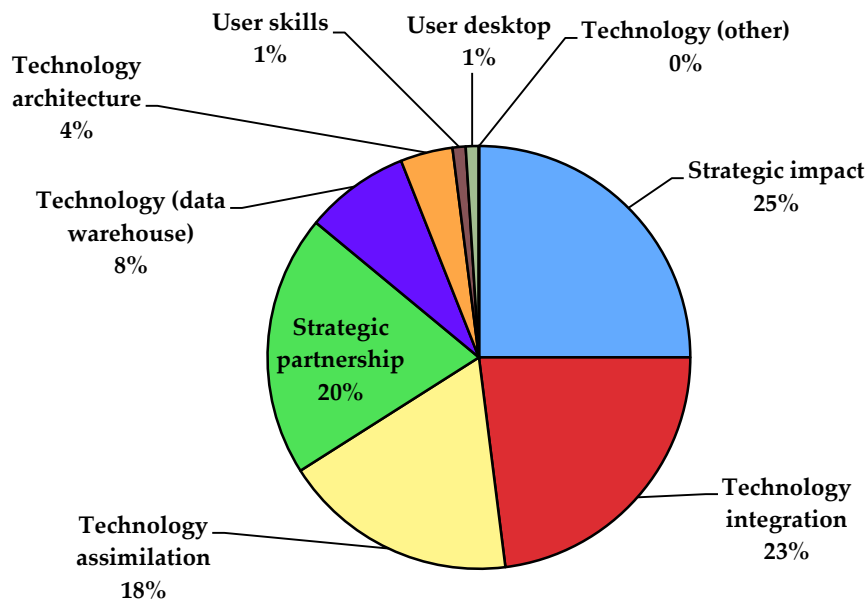 User skills
1%
User desktop
1%
Technology (other)
0%
Technology
architecture
4%
Strategic impact
25%
Technology (data
warehouse)
8%
Strategic
partnership
20%
Technology
integration
23%
Technology
assimilation
18%